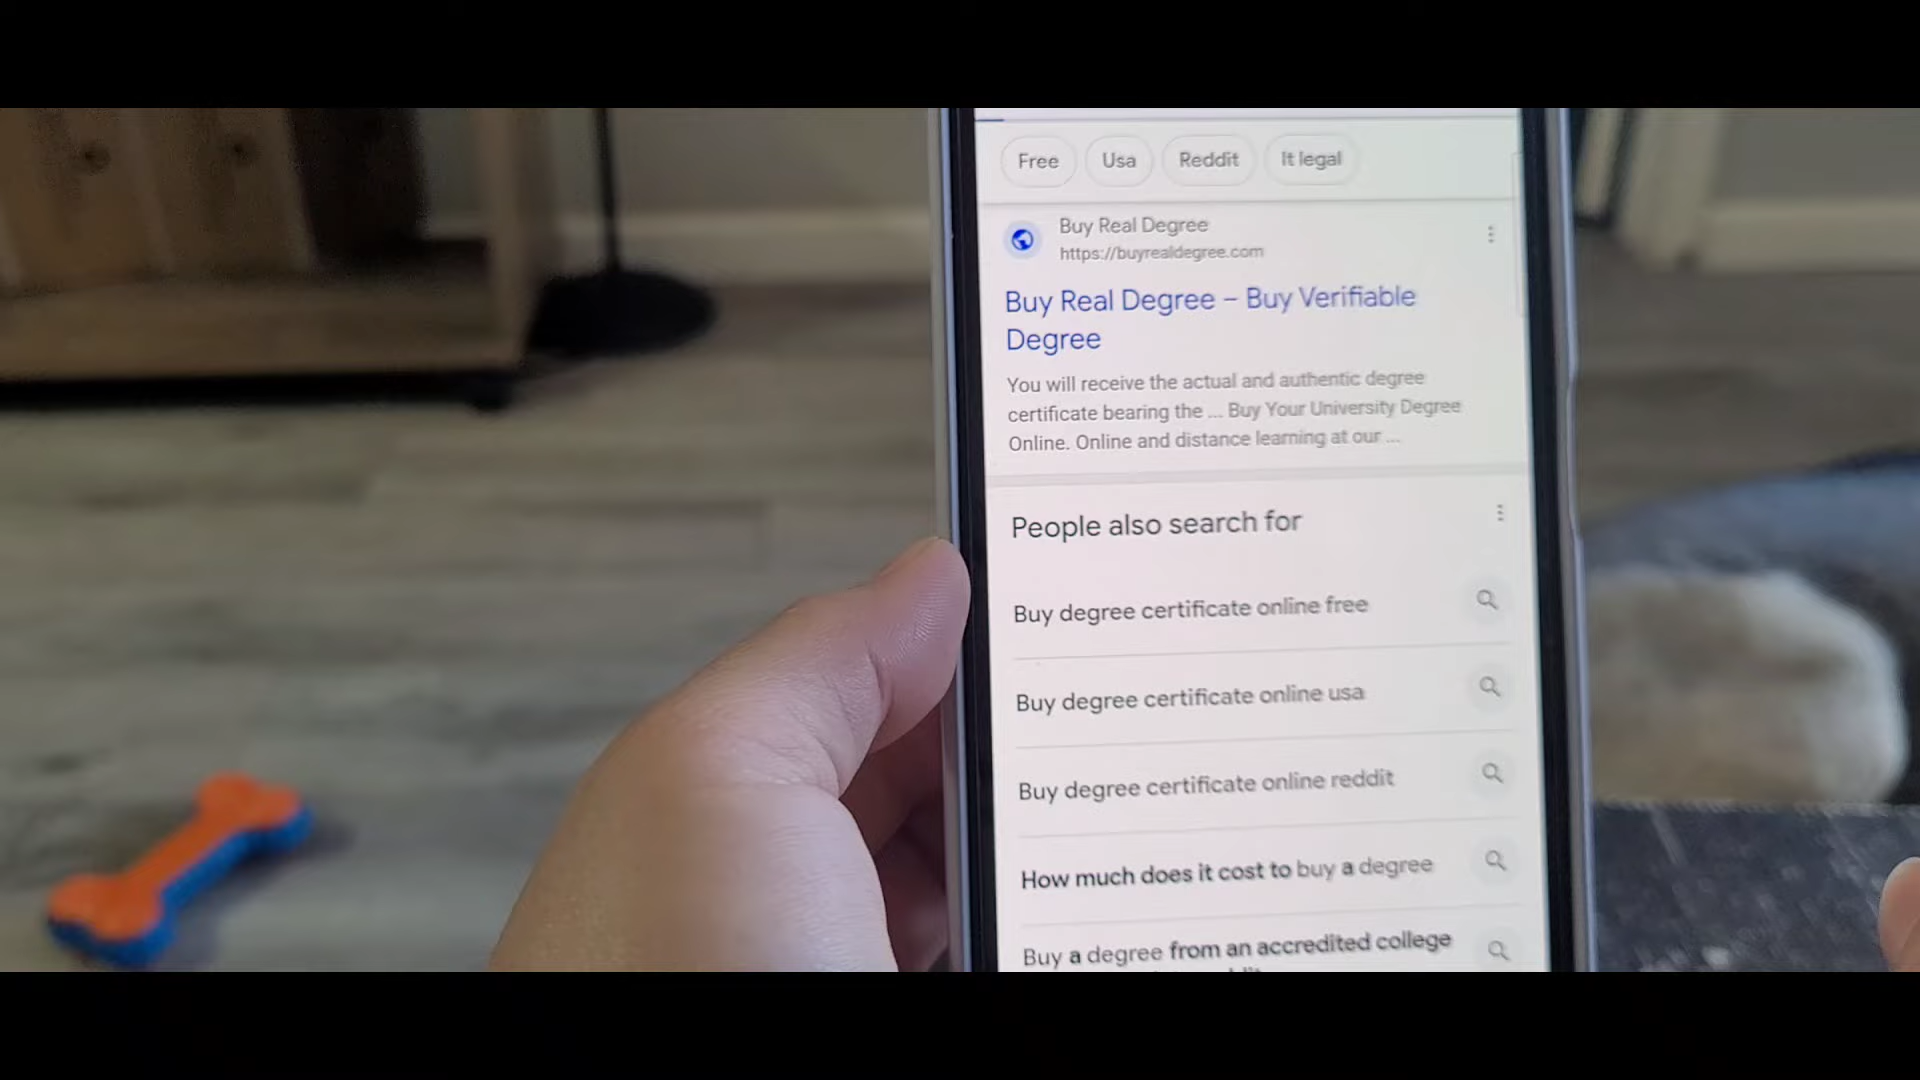 Free Usa Reddit It legal
Buy Real Degree
https://buyrealdegree.com
Buy Real Degree – Buy Verifiable
Degree
You will receive the actual and authentic degree
certificate bearing the ... Buy Your University Degree
Online. Online and distance learning at our ...
People also search for
Buy degree certificate online free
Buy degree certificate online usa
Buy degree certificate online reddit
How much does it cost to buy a degree
Buy a degree from an accredited college